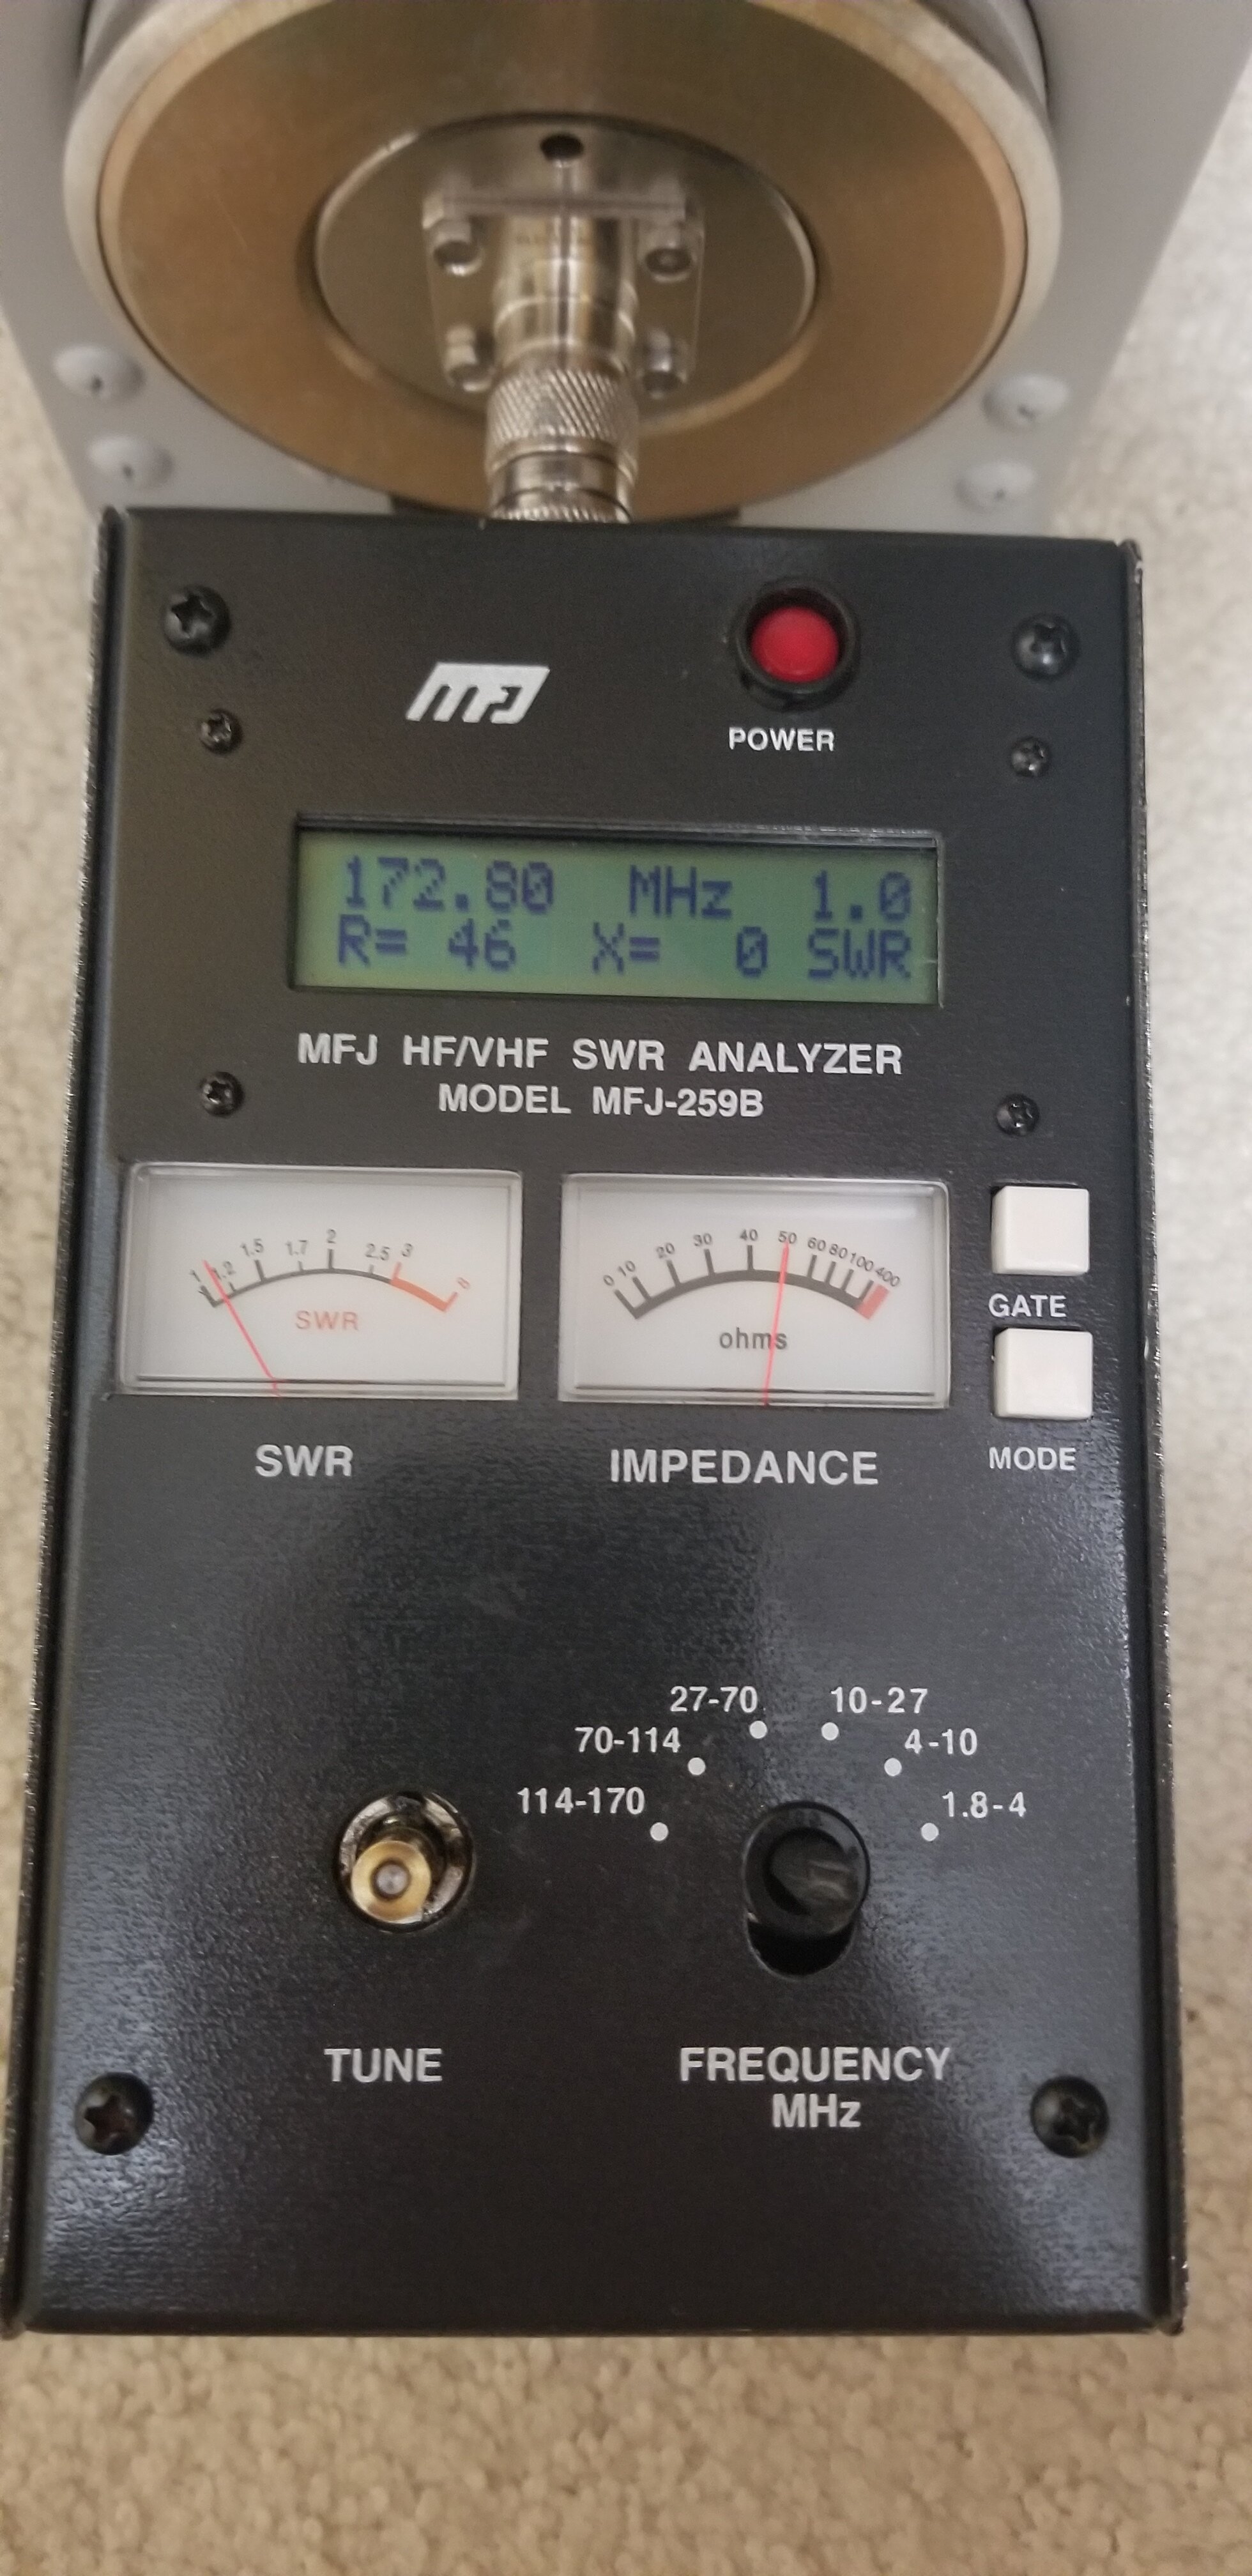 MFJ
POWER
172.80 MHz 1.0
R= 46 X= 0 SWR
MFJ HF/VHF SWR ANALYZER
MODEL MFJ-259B
1 1.2 1.5 1.7 2 2.5 3
SWR
0 10 20 30 40 50 60 80 100 400
ohms
GATE
MODE
SWR
IMPEDANCE
27-70
10-27
70-114
4-10
114-170
1.8-4
TUNE
FREQUENCY
MHz